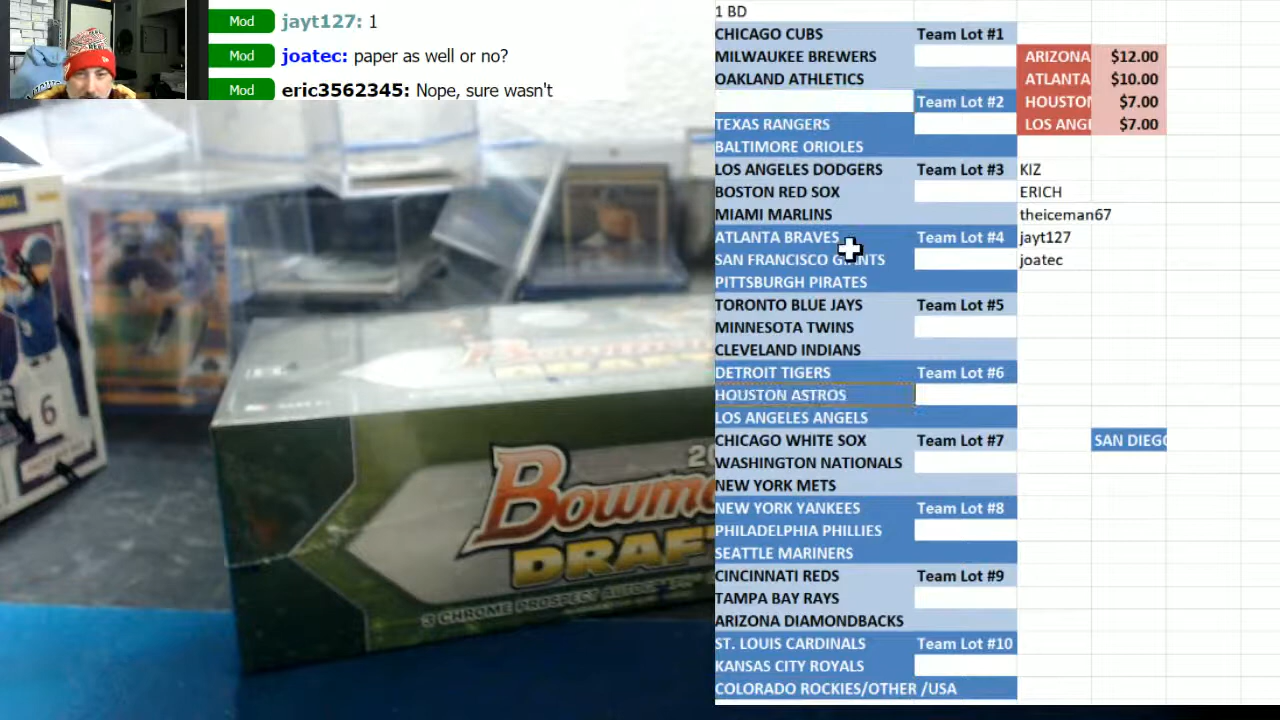 Mod jayt127: 1
Mod joatec: paper as well or no?
Mod eric3562345: Nope, sure wasn't
6
Bowm
DRAF
3 CHROME PROSPECT AUTOS
1 BD
CHICAGO CUBS Team Lot #1
MILWAUKEE BREWERS ARIZONA $12.00
OAKLAND ATHLETICS ATLANTA $10.00
Team Lot #2 HOUSTON $7.00
TEXAS RANGERS LOS ANGE $7.00
BALTIMORE ORIOLES
LOS ANGELES DODGERS Team Lot #3 KIZ
BOSTON RED SOX ERICH
MIAMI MARLINS theiceman67
ATLANTA BRAVES Team Lot #4 jayt127
SAN FRANCISCO GIANTS joatec
PITTSBURGH PIRATES
TORONTO BLUE JAYS Team Lot #5
MINNESOTA TWINS
CLEVELAND INDIANS
DETROIT TIGERS Team Lot #6
HOUSTON ASTROS
LOS ANGELES ANGELS
CHICAGO WHITE SOX Team Lot #7 SAN DIEGO
WASHINGTON NATIONALS
NEW YORK METS
NEW YORK YANKEES Team Lot #8
PHILADELPHIA PHILLIES
SEATTLE MARINERS
CINCINNATI REDS Team Lot #9
TAMPA BAY RAYS
ARIZONA DIAMONDBACKS
ST. LOUIS CARDINALS Team Lot #10
KANSAS CITY ROYALS
COLORADO ROCKIES/OTHER /USA